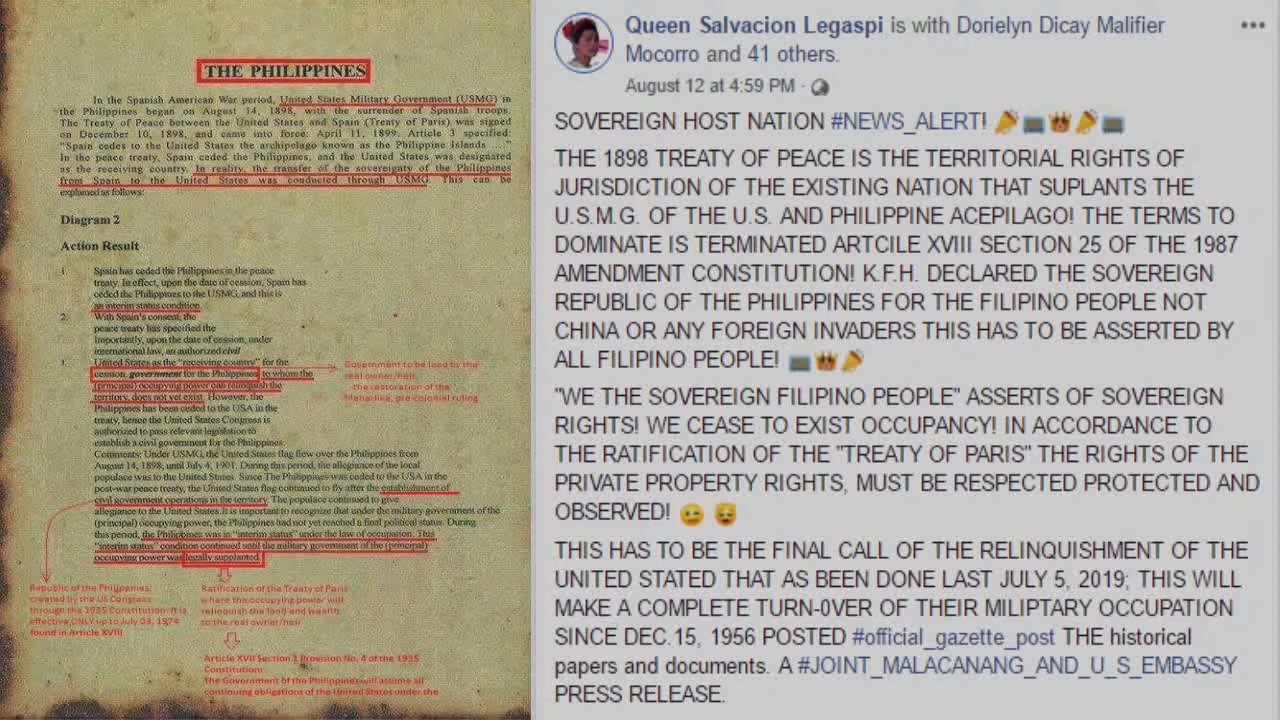 THE PHILIPPINES
In the Spanish American War period, United States Military Government (USMG) in
the Philippines began on August 14, 1898, with the surrender of Spanish troops.
The Treaty of Peace between the United States and Spain (Treaty of Paris) was signed
on December 10, 1898, and came into force: April 11, 1899. Article 3 specified:
"Spain cedes to the United States the archipelago known as the Philippine Islands ...."
In the peace treaty, Spain ceded the Philippines, and the United States was designated
as the receiving country. In reality, the transfer of the sovereignty of the Philippines
from Spain to the United States was conducted through USMG. This can be
explained as follows:
Diagram 2
Action Result
1. Spain has ceded the Philippines in the peace
treaty. In effect, upon the date of cession, Spain has
ceded the Philippines to the USMG, and this is
an interim status condition.
2. With Spain's consent, the
peace treaty has specified the
Importantly, upon the date of cession, under
international law, an authorized civil
3. United States as the "receiving country" for the
cession, government for the Philippines, to whom the
(principal) occupying power can relinquish the
territory, does not yet exist. However, the
Philippines has been ceded to the USA in the
treaty, hence the United States Congress is
authorized to pass relevant legislation to
establish a civil government for the Philippines.
Comments: Under USMG, the United States flag flew over the Philippines from
August 14, 1898, until July 4, 1901. During this period, the allegiance of the local
populace was to the United States. Since The Philippines was ceded to the USA in the
post-war peace treaty, the United States flag continued to fly after the establishment of
civil government operations in the territory. The populace continued to give
allegiance to the United States. It is important to recognize that under the military government of the
(principal) occupying power, the Philippines had not yet reached a final political status. During
this period, the Philippines was in "interim status" under the law of occupation. This
"interim status" condition continued until the military government of the (principal)
occupying power was legally supplanted.
Government to be lead by the
real owner/heir
the restoration of the
Maharlika, pre-colonial ruling
Republic of the Philippines:
created by the US Congress
through the 1935 Constitution. It is
effective ONLY up to July 03, 1974
found in Article XVIII
Ratification of the Treaty of Paris
where the occupying power will
relinquish the land and wealth
to the real owner/heir
Article XVII Section 1 Provision No. 4 of the 1935
Constitution:
The Government of the Philippines will assume all
continuing obligations of the United States under the
Queen Salvacion Legaspi is with Dorielyn Dicay Malifier
Mocorro and 41 others.
August 12 at 4:59 PM ·
SOVEREIGN HOST NATION #NEWS_ALERT!
THE 1898 TREATY OF PEACE IS THE TERRITORIAL RIGHTS OF
JURISDICTION OF THE EXISTING NATION THAT SUPLANTS THE
U.S.M.G. OF THE U.S. AND PHILIPPINE ACEPILAGO! THE TERMS TO
DOMINATE IS TERMINATED ARTCILE XVIII SECTION 25 OF THE 1987
AMENDMENT CONSTITUTION! K.F.H. DECLARED THE SOVEREIGN
REPUBLIC OF THE PHILIPPINES FOR THE FILIPINO PEOPLE NOT
CHINA OR ANY FOREIGN INVADERS THIS HAS TO BE ASSERTED BY
ALL FILIPINO PEOPLE!
"WE THE SOVEREIGN FILIPINO PEOPLE" ASSERTS OF SOVEREIGN
RIGHTS! WE CEASE TO EXIST OCCUPANCY! IN ACCORDANCE TO
THE RATIFICATION OF THE "TREATY OF PARIS" THE RIGHTS OF THE
PRIVATE PROPERTY RIGHTS, MUST BE RESPECTED PROTECTED AND
OBSERVED!
THIS HAS TO BE THE FINAL CALL OF THE RELINQUISHMENT OF THE
UNITED STATED THAT AS BEEN DONE LAST JULY 5, 2019; THIS WILL
MAKE A COMPLETE TURN-0VER OF THEIR MILIPTARY OCCUPATION
SINCE DEC.15, 1956 POSTED #official_gazette_post THE historical
papers and documents. A #JOINT_MALACANANG_AND_U_S_EMBASSY
PRESS RELEASE.